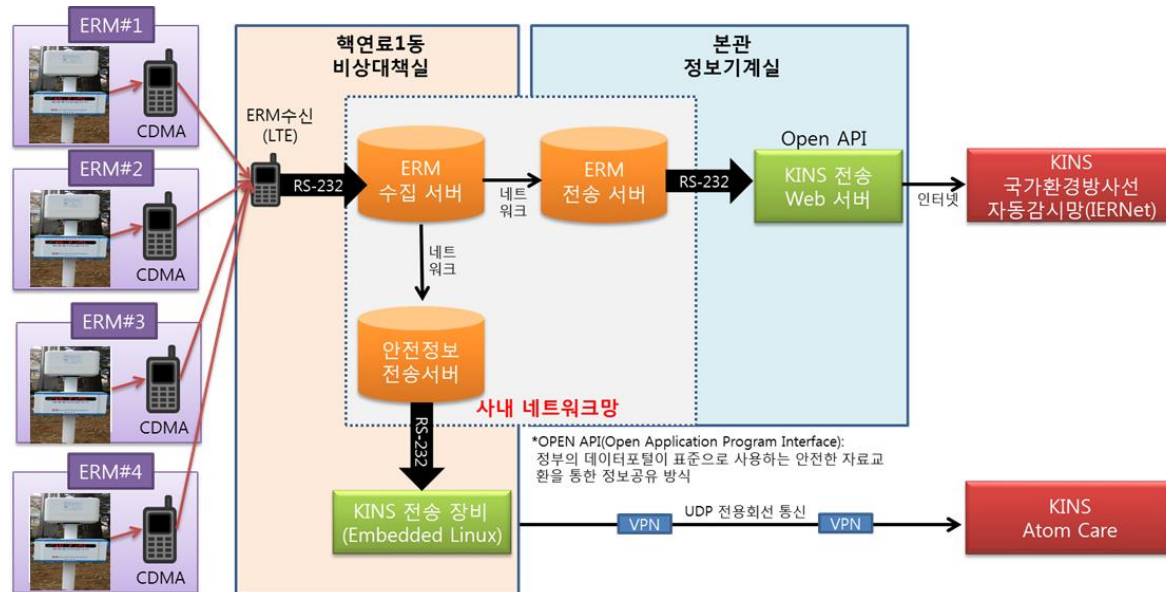 ERM#1
CDMA
ERM#2
CDMA
ERM#3
CDMA
ERM#4
CDMA
핵연료1동
비상대책실
본관
정보기계실
ERM수신
(LTE)
RS-232
ERM
수집 서버
네트
워크
ERM
전송 서버
RS-232
Open API
KINS 전송
Web 서버
인터넷
KINS
국가환경방사선
자동감시망(IERNet)
네트
워크
안전정보
전송서버
사내 네트워크망
RS-232
*OPEN API(Open Application Program Interface):
정부의 데이터포털이 표준으로 사용하는 안전한 자료교
환을 통한 정보공유 방식
KINS 전송 장비
(Embedded Linux)
VPN
UDP 전용회선 통신
VPN
KINS
Atom Care